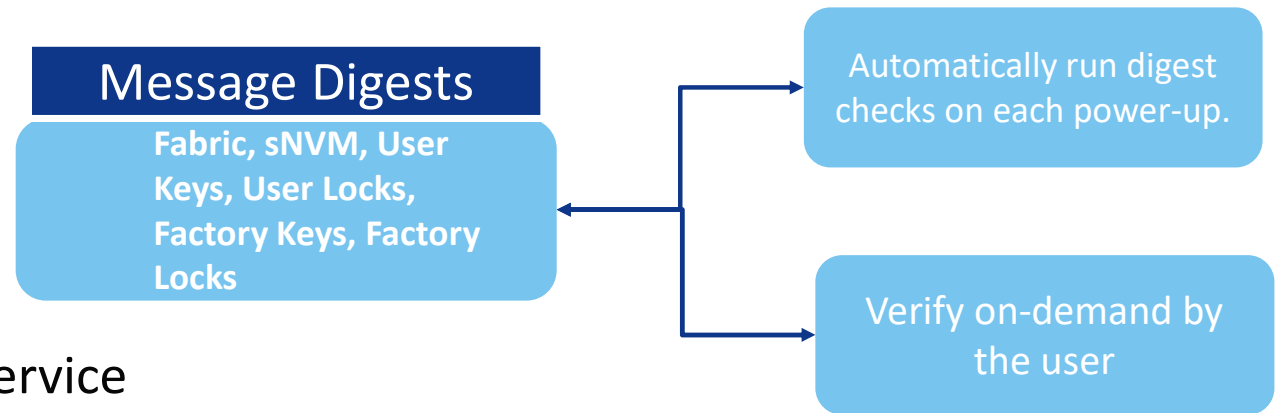 Message Digests
Fabric, sNVM, User
Keys, User Locks,
Factory Keys, Factory
Locks
Automatically run digest
checks on each power-up.
Verify on-demand by
the user